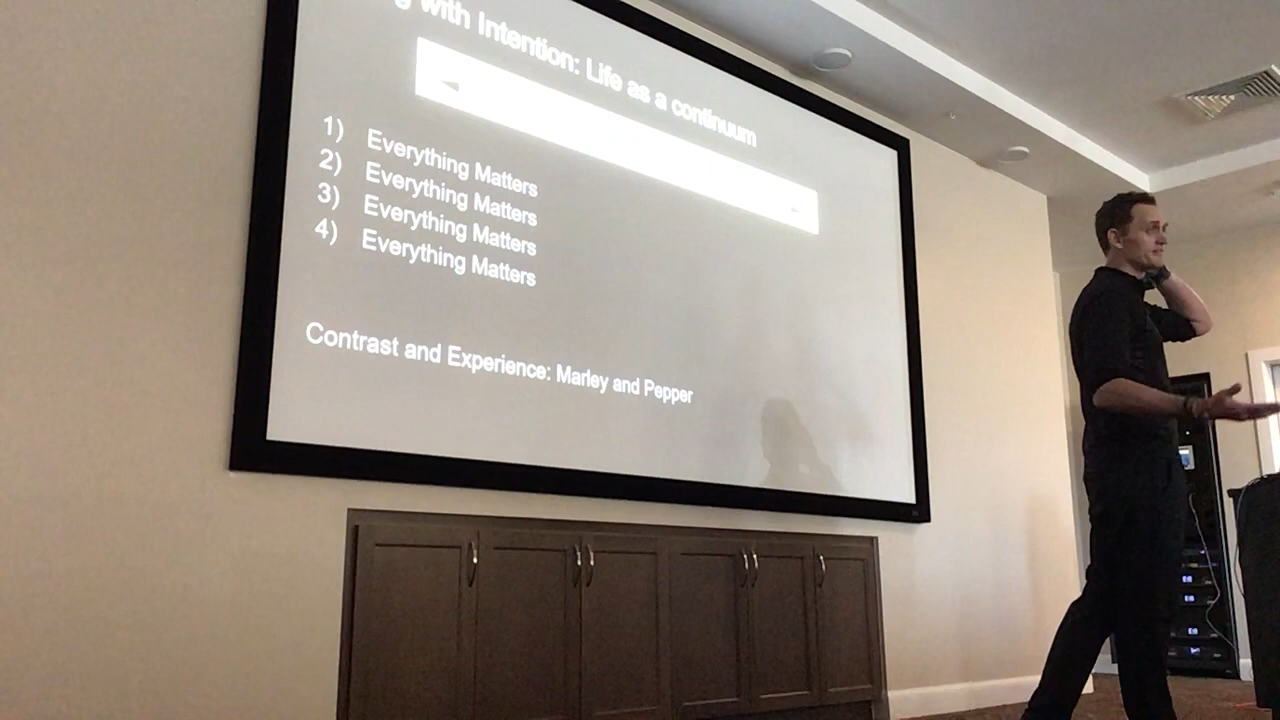 with Intention: Life as a continuum
1) Everything Matters
2) Everything Matters
3) Everything Matters
4) Everything Matters
Contrast and Experience: Marley and Pepper